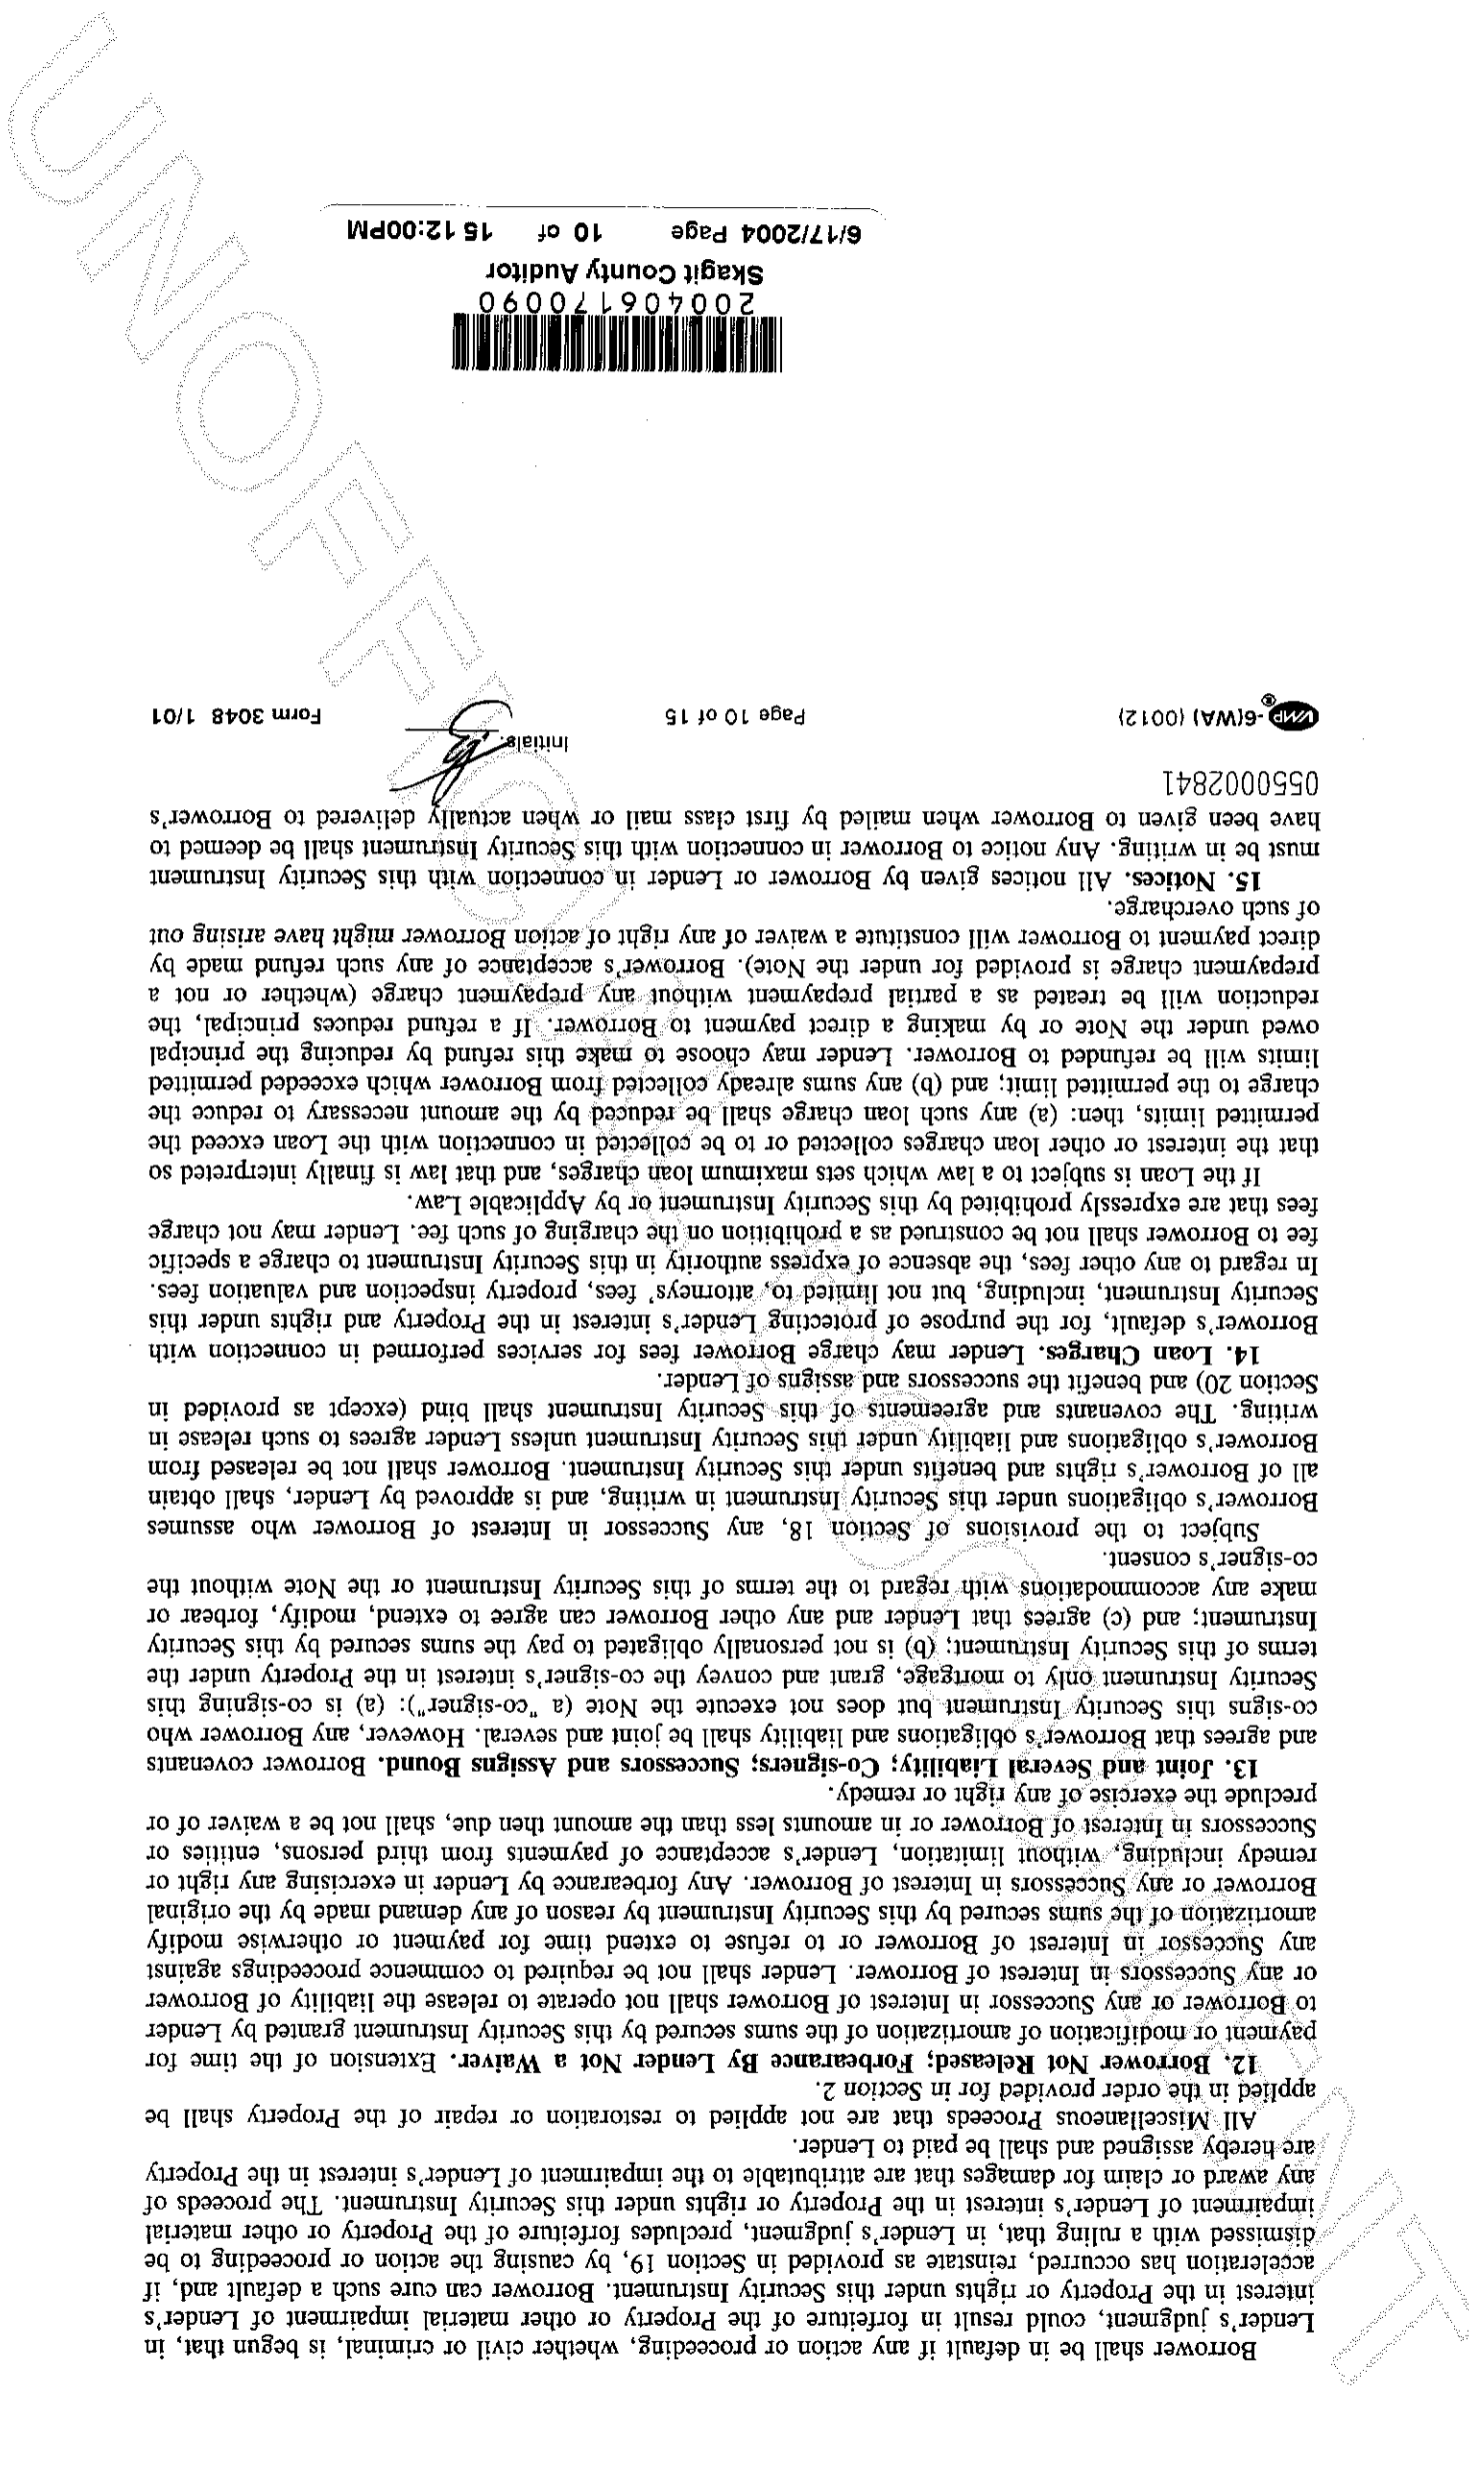 Borrower shall be in default if any action or proceeding, whether civil or criminal, is begun that, in
Lender's judgment, could result in forfeiture of the Property or other material impairment of Lender's
interest in the Property or rights under this Security Instrument. Borrower can cure such a default and, if
acceleration has occurred, reinstate as provided in Section 19, by causing the action or proceeding to be
dismissed with a ruling that, in Lender's judgment, precludes forfeiture of the Property or other material
impairment of Lender's interest in the Property or rights under this Security Instrument. The proceeds of
any award or claim for damages that are attributable to the impairment of Lender's interest in the Property
are hereby assigned and shall be paid to Lender.
All Miscellaneous Proceeds that are not applied to restoration or repair of the Property shall be
applied in the order provided for in Section 2.
12. Borrower Not Released; Forbearance By Lender Not a Waiver. Extension of the time for
payment or modification of amortization of the sums secured by this Security Instrument granted by Lender
to Borrower or any Successor in Interest of Borrower shall not operate to release the liability of Borrower
or any Successors in Interest of Borrower. Lender shall not be required to commence proceedings against
any Successor in Interest of Borrower or to refuse to extend time for payment or otherwise modify
amortization of the sums secured by this Security Instrument by reason of any demand made by the original
Borrower or any Successors in Interest of Borrower. Any forbearance by Lender in exercising any right or
remedy including, without limitation, Lender's acceptance of payments from third persons, entities or
Successors in Interest of Borrower or in amounts less than the amount then due, shall not be a waiver of or
preclude the exercise of any right or remedy.
13. Joint and Several Liability; Co-signers; Successors and Assigns Bound. Borrower covenants
and agrees that Borrower's obligations and liability shall be joint and several. However, any Borrower who
co-signs this Security Instrument but does not execute the Note (a "co-signer"): (a) is co-signing this
Security Instrument only to mortgage, grant and convey the co-signer's interest in the Property under the
terms of this Security Instrument; (b) is not personally obligated to pay the sums secured by this Security
Instrument; and (c) agrees that Lender and any other Borrower can agree to extend, modify, forbear or
make any accommodations with regard to the terms of this Security Instrument or the Note without the
co-signer's consent.
Subject to the provisions of Section 18, any Successor in Interest of Borrower who assumes
Borrower's obligations under this Security Instrument in writing, and is approved by Lender, shall obtain
all of Borrower's rights and benefits under this Security Instrument. Borrower shall not be released from
Borrower's obligations and liability under this Security Instrument unless Lender agrees to such release in
writing. The covenants and agreements of this Security Instrument shall bind (except as provided in
Section 20) and benefit the successors and assigns of Lender.
14. Loan Charges. Lender may charge Borrower fees for services performed in connection with
Borrower's default, for the purpose of protecting Lender's interest in the Property and rights under this
Security Instrument, including, but not limited to, attorneys' fees, property inspection and valuation fees.
In regard to any other fees, the absence of express authority in this Security Instrument to charge a specific
fee to Borrower shall not be construed as a prohibition on the charging of such fee. Lender may not charge
fees that are expressly prohibited by this Security Instrument or by Applicable Law.
If the Loan is subject to a law which sets maximum loan charges, and that law is finally interpreted so
that the interest or other loan charges collected or to be collected in connection with the Loan exceed the
permitted limits, then: (a) any such loan charge shall be reduced by the amount necessary to reduce the
charge to the permitted limit; and (b) any sums already collected from Borrower which exceeded permitted
limits will be refunded to Borrower. Lender may choose to make this refund by reducing the principal
owed under the Note or by making a direct payment to Borrower. If a refund reduces principal, the
reduction will be treated as a partial prepayment without any prepayment charge (whether or not a
prepayment charge is provided for under the Note). Borrower's acceptance of any such refund made by
direct payment to Borrower will constitute a waiver of any right of action Borrower might have arising out
of such overcharge.
15. Notices. All notices given by Borrower or Lender in connection with this Security Instrument
must be in writing. Any notice to Borrower in connection with this Security Instrument shall be deemed to
have been given to Borrower when mailed by first class mail or when actually delivered to Borrower's
0550002841
Initials:
VMP®-6(WA) (0012) Page 10 of 15 Form 3048 1/01
200406170090
Skagit County Auditor
6/17/2004 Page 10 of 15 12:00PM
UNOFFICIAL DOCUMENT